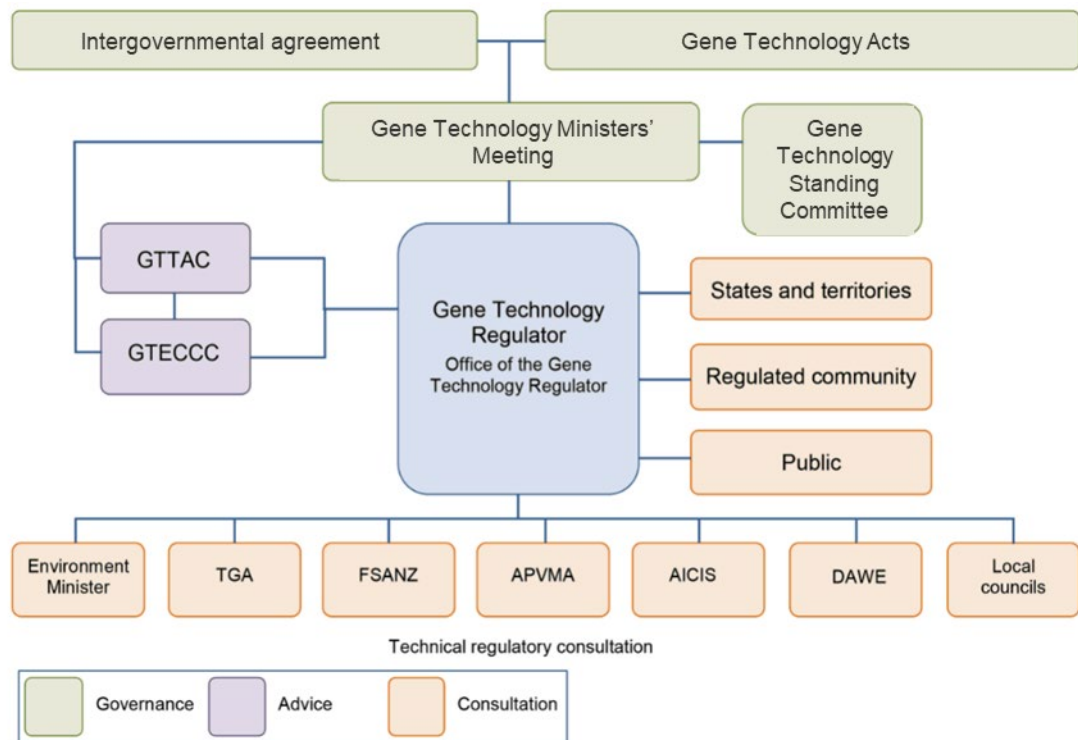 Intergovernmental agreement
Gene Technology Acts
Gene Technology Ministers’
Meeting
Gene
Technology
Standing
Committee
GTTAC
GTECCC
Gene Technology
Regulator
Office of the Gene
Technology Regulator
States and territories
Regulated community
Public
Environment
Minister
TGA
FSANZ
APVMA
AICIS
DAWE
Local
councils
Technical regulatory consultation
Governance
Advice
Consultation